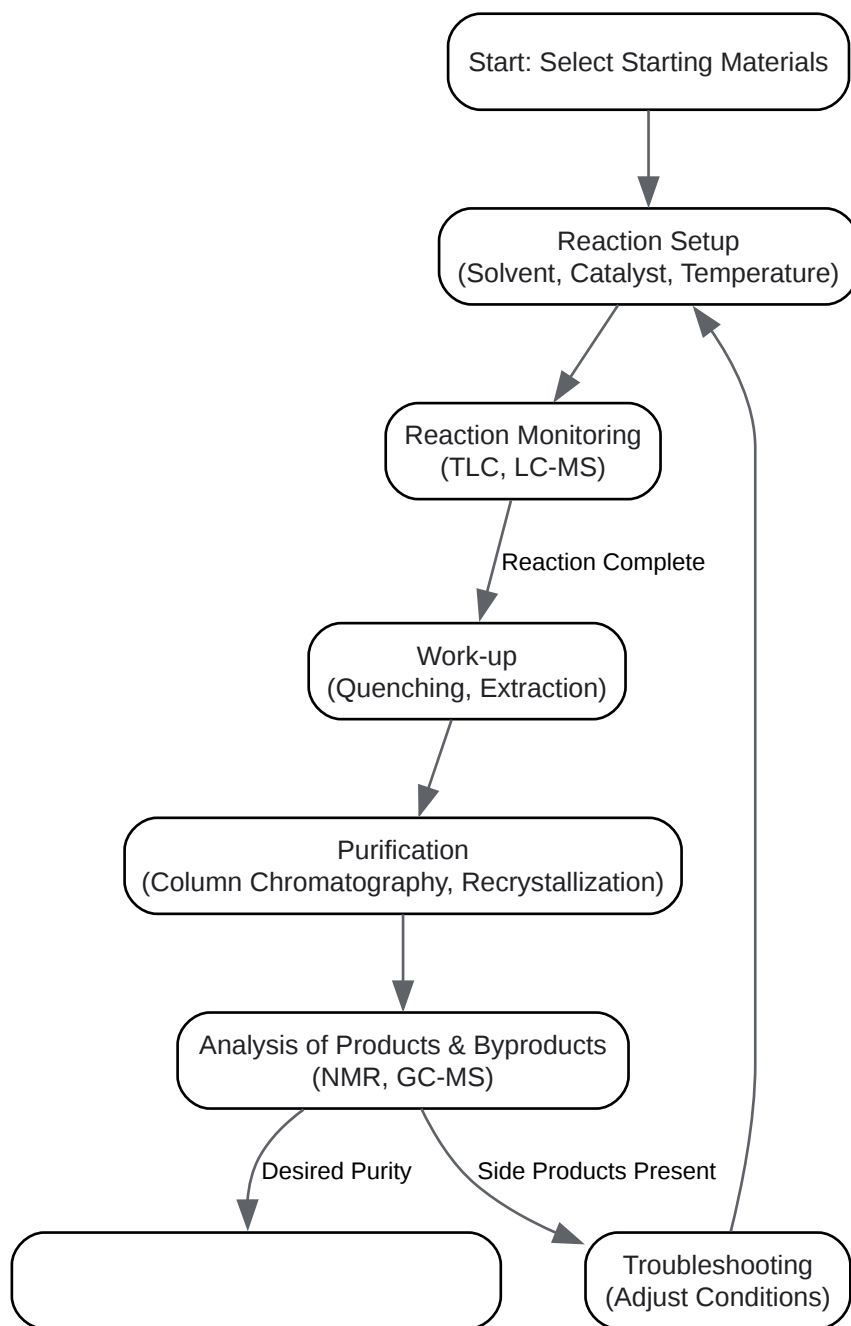 Start: Select Starting Materials
Reaction Setup
(Solvent, Catalyst, Temperature)
Reaction Monitoring
(TLC, LC-MS)
Reaction Complete
Work-up
(Quenching, Extraction)
Purification
(Column Chromatography, Recrystallization)
Analysis of Products & Byproducts
(NMR, GC-MS)
Desired Purity
Side Products Present
Troubleshooting
(Adjust Conditions)